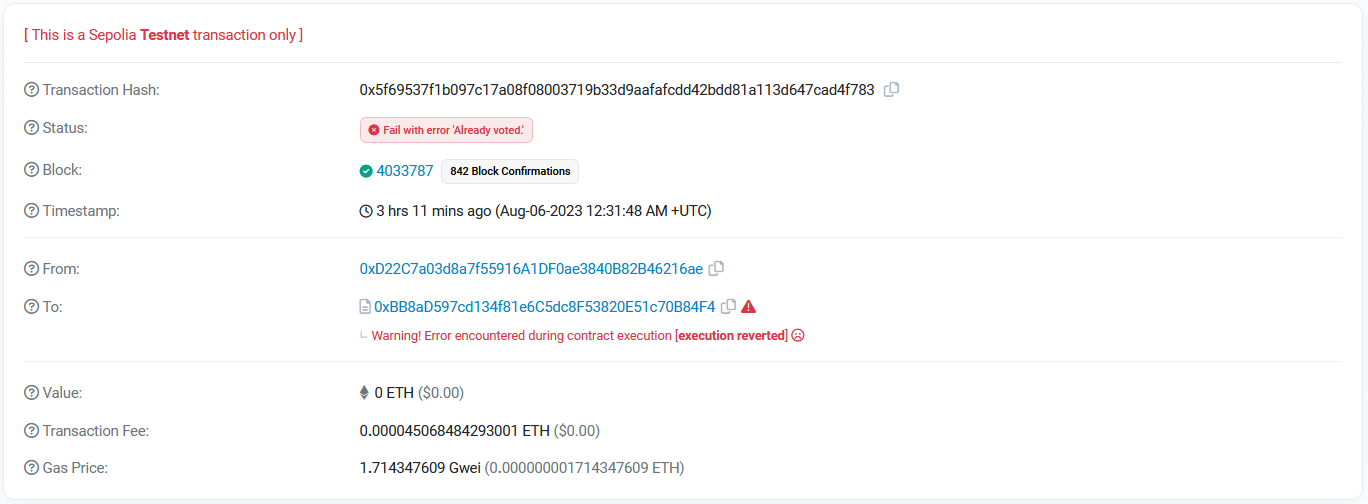 [ This is a Sepolia Testnet transaction only ]
Transaction Hash: 0x5f69537f1b097c17a08f08003719b33d9aafafcdd42bdd81a113d647cad4f783
Status: Fail with error 'Already voted.'
Block: 4033787 842 Block Confirmations
Timestamp: 3 hrs 11 mins ago (Aug-06-2023 12:31:48 AM +UTC)
From: 0xD22C7a03d8a7f55916A1DF0ae3840B82B46216ae
To: 0xBB8aD597cd134f81e6C5dc8F53820E51c70B84F4
Warning! Error encountered during contract execution [execution reverted]
Value: 0 ETH ($0.00)
Transaction Fee: 0.000045068484293001 ETH ($0.00)
Gas Price: 1.714347609 Gwei (0.000000001714347609 ETH)